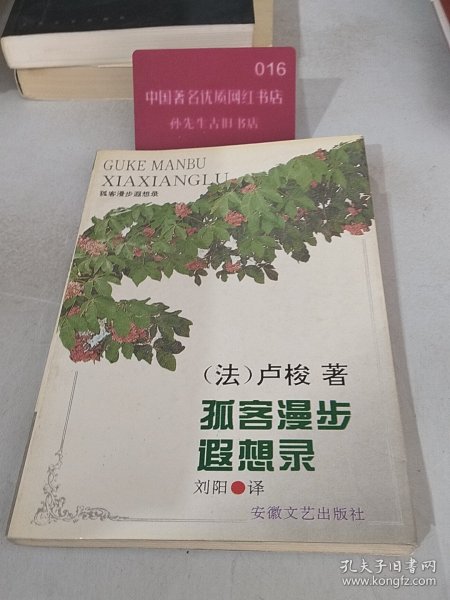 016
中国著名优质网红书店
孙先生古旧书店
GUKE MANBU
XIAXIANGLU
孤客漫步遐想录
（法）卢梭 著
孤客漫步
遐想录
刘阳●译
安徽文艺出版社
孔夫子旧书网
www.kongfz.com